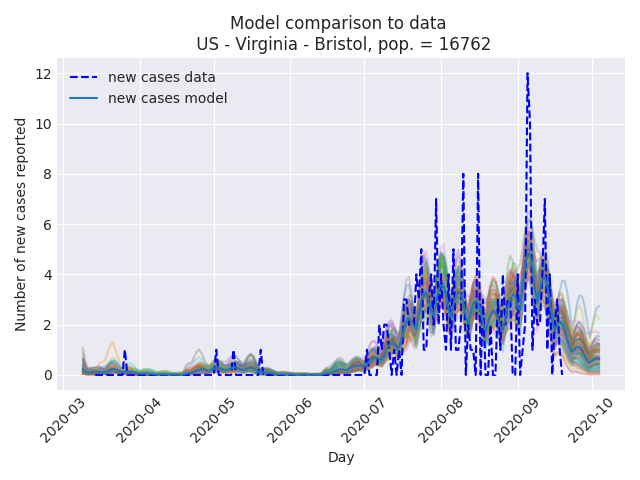 Model comparison to data
US - Virginia - Bristol, pop. = 16762
new cases data
new cases model
Number of new cases reported
12
10
8
6
4
2
0
2020-03
2020-04
2020-05
2020-06
2020-07
2020-08
2020-09
2020-10
Day